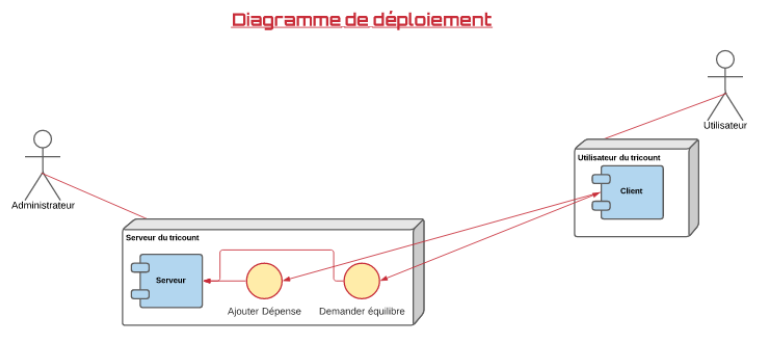 Diagramme de déploiement
Utilisateur
Utilisateur du tricount
Client
Administrateur
Serveur du tricount
Serveur
Ajouter Dépense
Demander équilibre